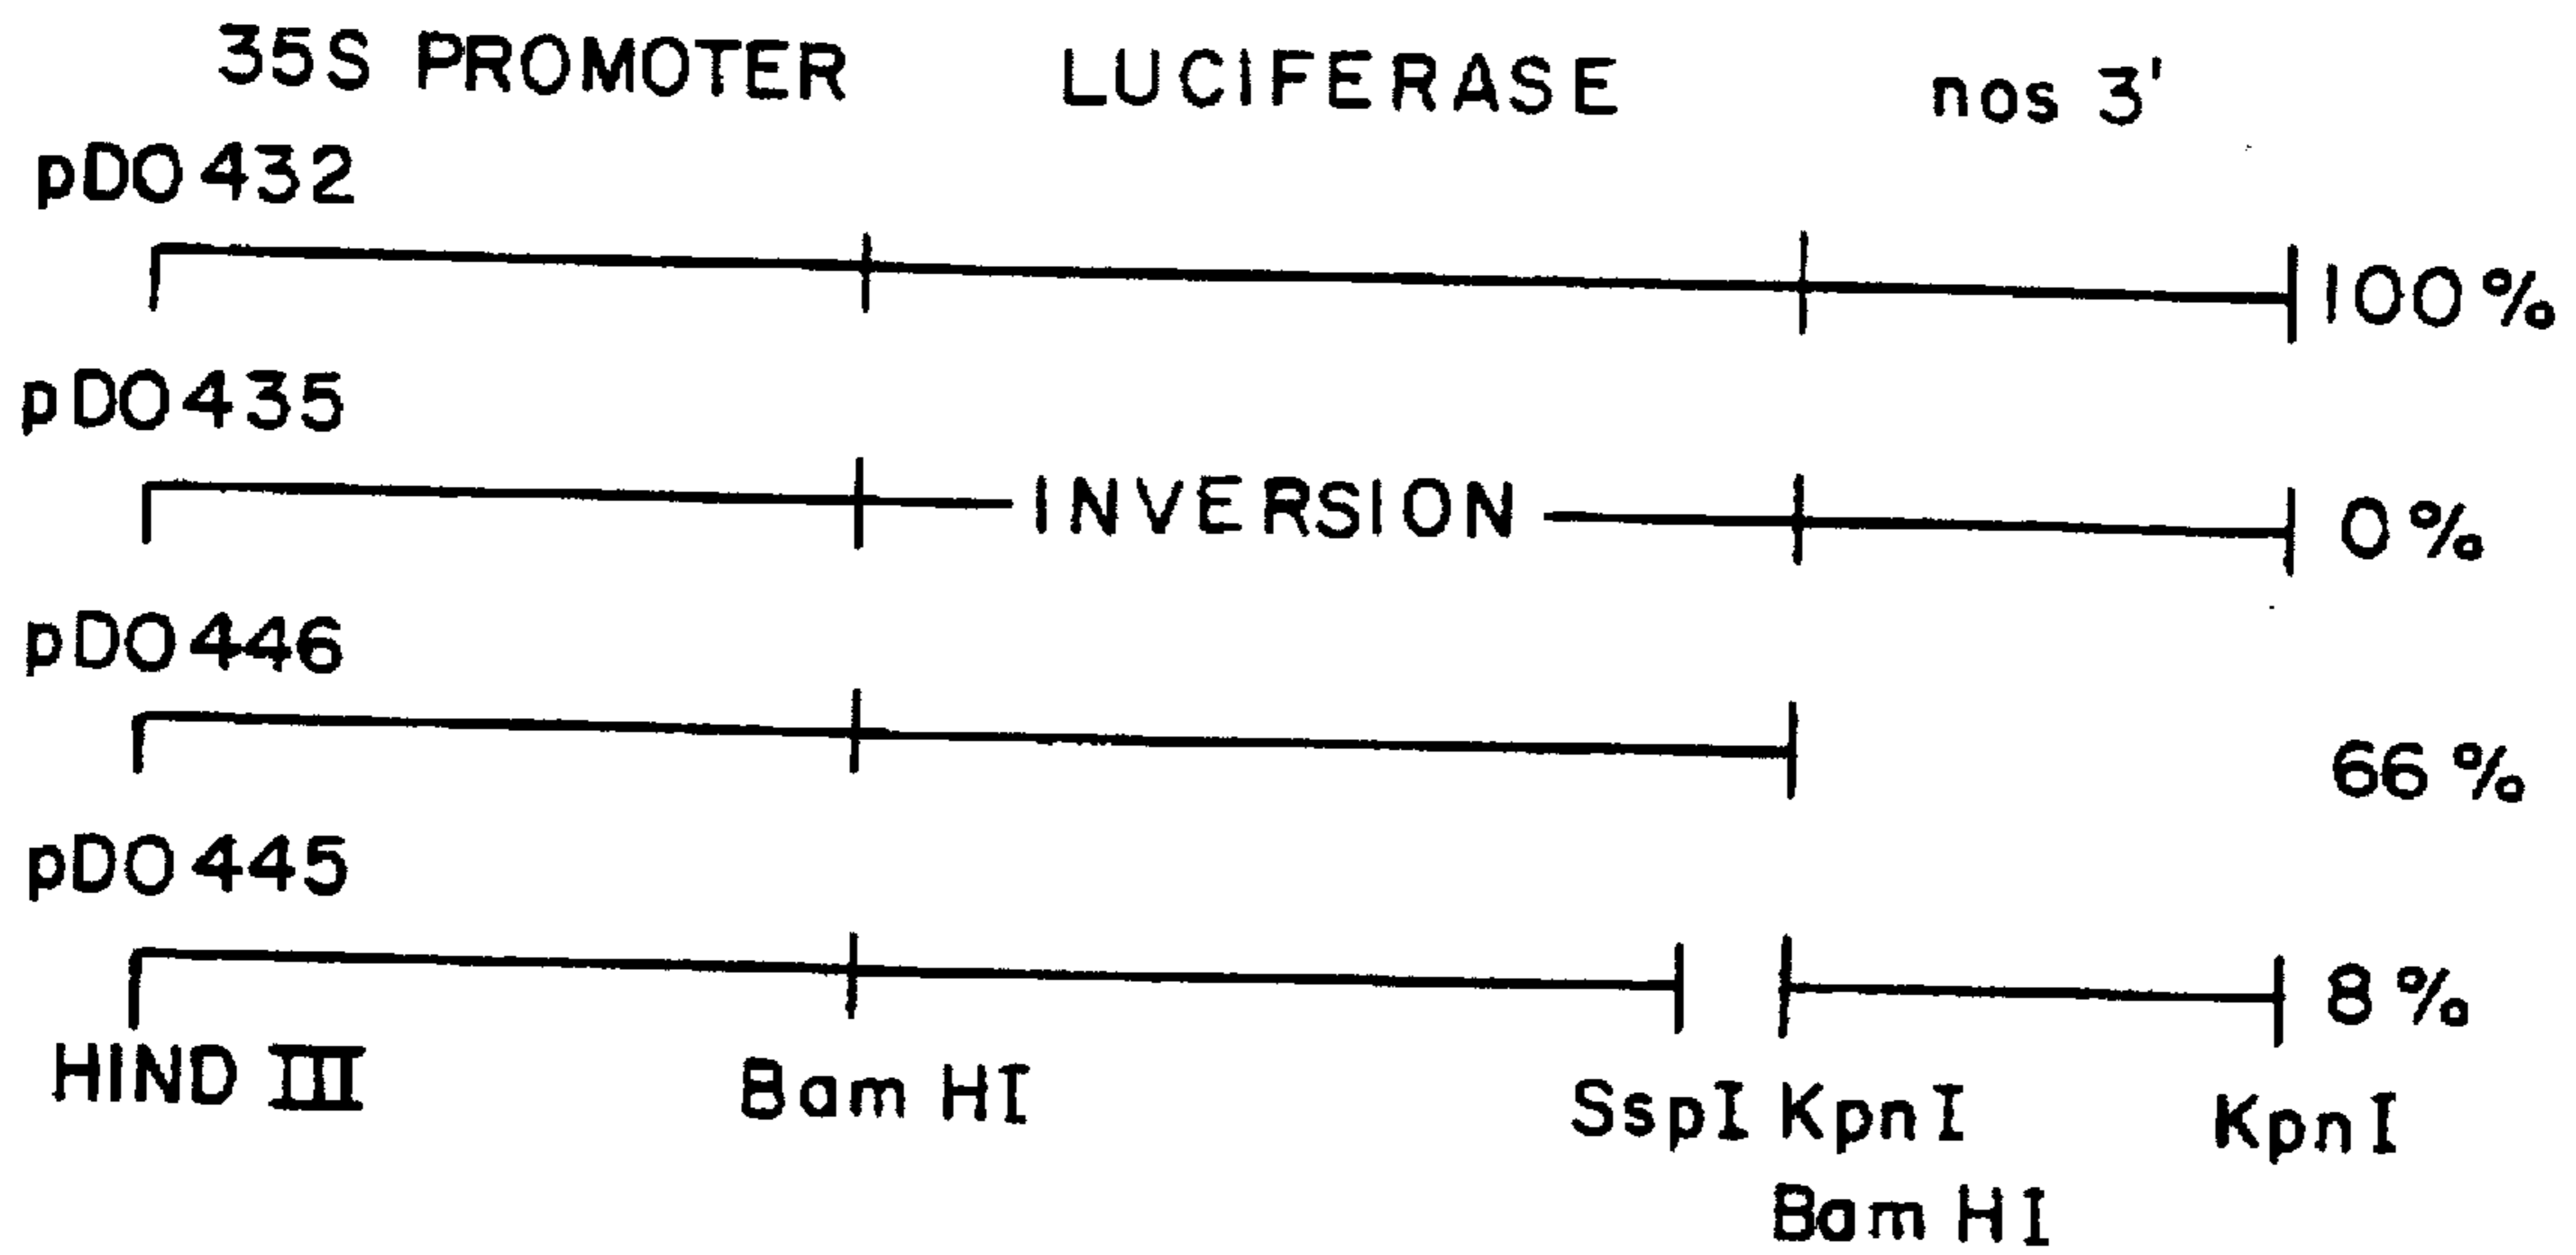 35S PROMOTER LUCIFERASE nos 3'
pDO432
100%
pDO435
INVERSION 0%
pDO446
66%
pDO445
8%
HIND III Bam HI SspI KpnI KpnI
Bam HI